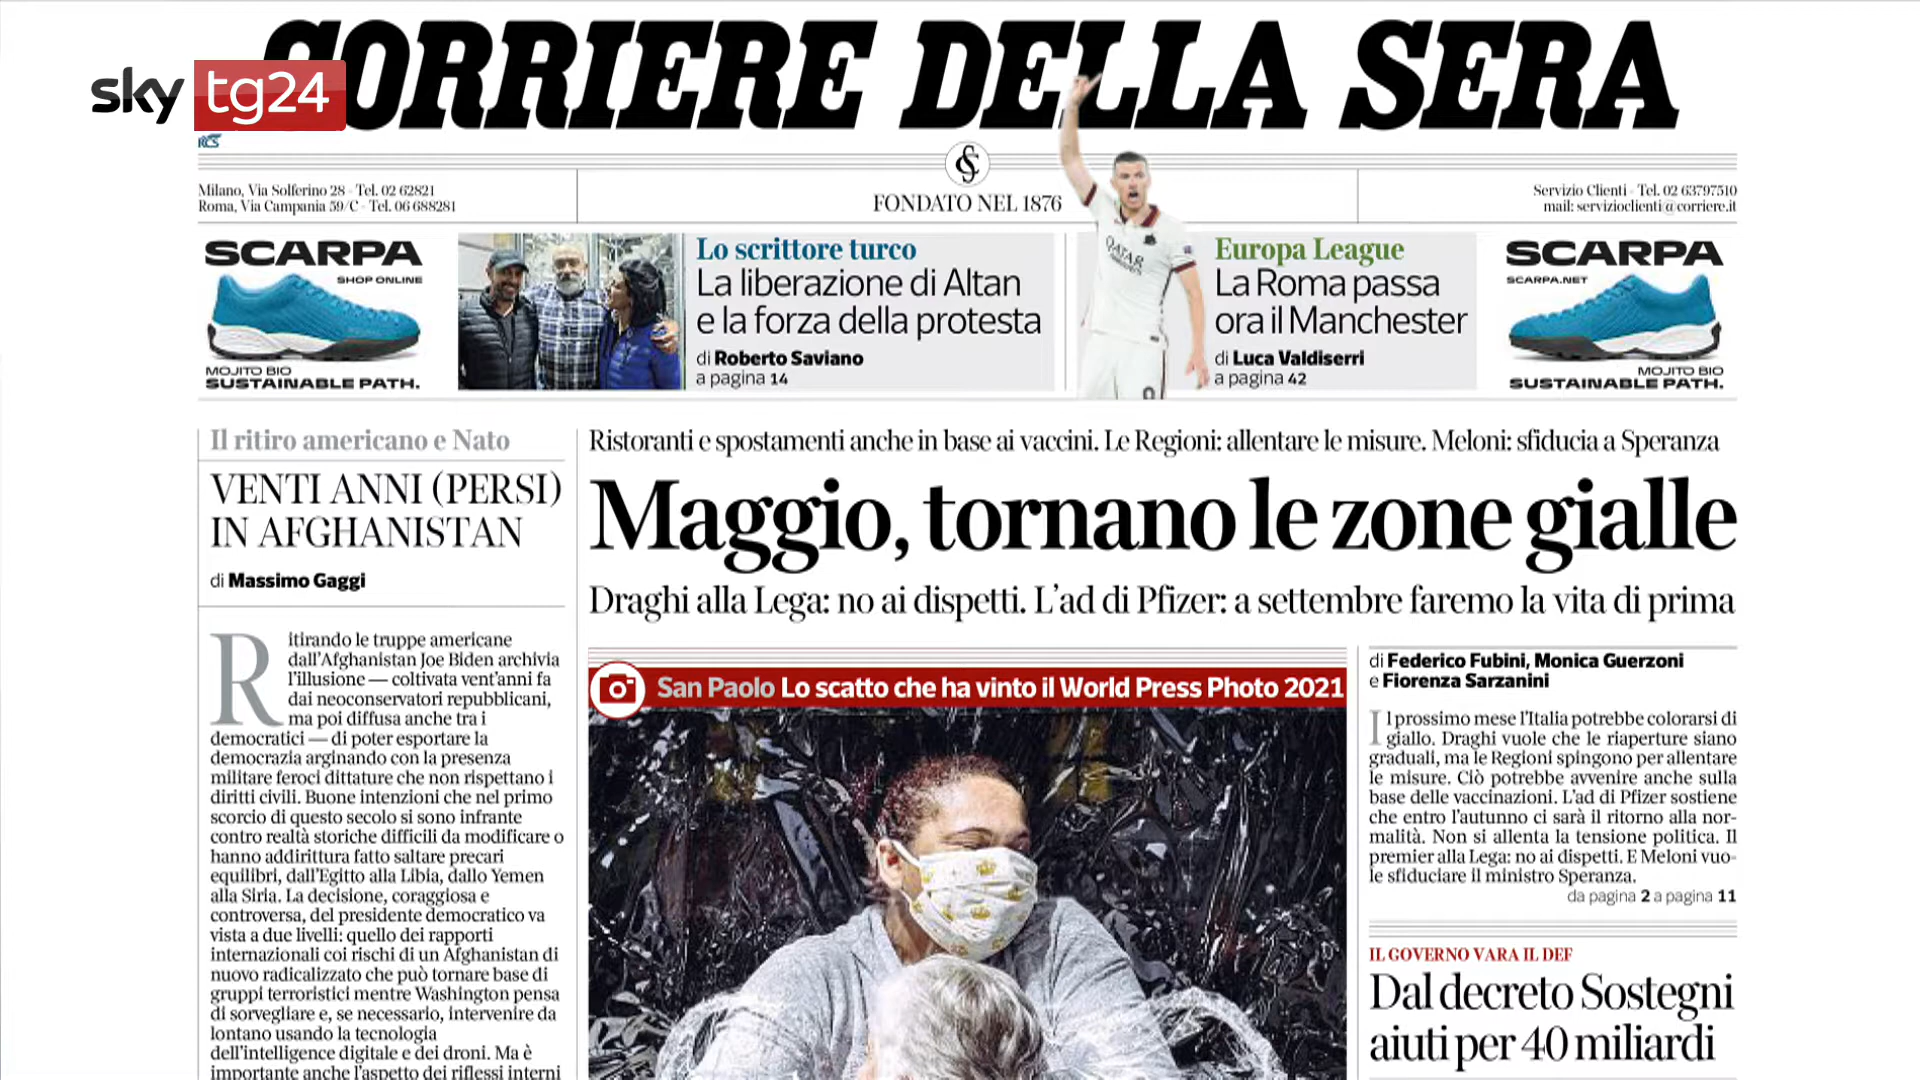 CORRIERE DELLA SERA
sky tg24
RCS
Milano, Via Solferino 28 - Tel. 02 62821
Roma, Via Campania 59/C - Tel. 06 688281
FONDATO NEL 1876
Servizio Clienti - Tel. 02 63797510
mail: servizioclienti@corriere.it
SCARPA
SHOP ONLINE
MOJITO BIO
SUSTAINABLE PATH.
Lo scrittore turco
La liberazione di Altan
e la forza della protesta
di Roberto Saviano
a pagina 14
QATAR
Europa League
La Roma passa
ora il Manchester
di Luca Valdiserri
a pagina 42
SCARPA
SCARPA.NET
MOJITO BIO
SUSTAINABLE PATH.
Il ritiro americano e Nato
VENTI ANNI (PERSI)
IN AFGHANISTAN
di Massimo Gaggi
Ritirando le truppe americane
dall'Afghanistan Joe Biden archivia
l'illusione — coltivata vent'anni fa
dai neoconservatori repubblicani,
ma poi diffusa anche tra i
democratici — di poter esportare la
democrazia arginando con la presenza
militare feroci dittature che non rispettano i
diritti civili. Buone intenzioni che nel primo
scorcio di questo secolo si sono infrante
contro realtà storiche difficili da modificare o
hanno addirittura fatto saltare precari
equilibri, dall'Egitto alla Libia, dallo Yemen
alla Siria. La decisione, coraggiosa e
controversa, del presidente democratico va
vista a due livelli: quello dei rapporti
internazionali coi rischi di un Afghanistan di
nuovo radicalizzato che può tornare base di
gruppi terroristici mentre Washington pensa
di sorvegliare e, se necessario, intervenire da
lontano usando la tecnologia
dell'intelligence digitale e dei droni. Ma è
importante anche l'aspetto dei riflessi interni
Ristoranti e spostamenti anche in base ai vaccini. Le Regioni: allentare le misure. Meloni: sfiducia a Speranza
Maggio, tornano le zone gialle
Draghi alla Lega: no ai dispetti. L'ad di Pfizer: a settembre faremo la vita di prima
San Paolo Lo scatto che ha vinto il World Press Photo 2021
di Federico Fubini, Monica Guerzoni
e Fiorenza Sarzanini
Il prossimo mese l'Italia potrebbe colorarsi di
giallo. Draghi vuole che le riaperture siano
graduali, ma le Regioni spingono per allentare
le misure. Ciò potrebbe avvenire anche sulla
base delle vaccinazioni. L'ad di Pfizer sostiene
che entro l'autunno ci sarà il ritorno alla nor-
malità. Non si allenta la tensione politica. Il
premier alla Lega: no ai dispetti. E Meloni vuo-
le sfiduciare il ministro Speranza.
da pagina 2 a pagina 11
IL GOVERNO VARA IL DEF
Dal decreto Sostegni
aiuti per 40 miliardi